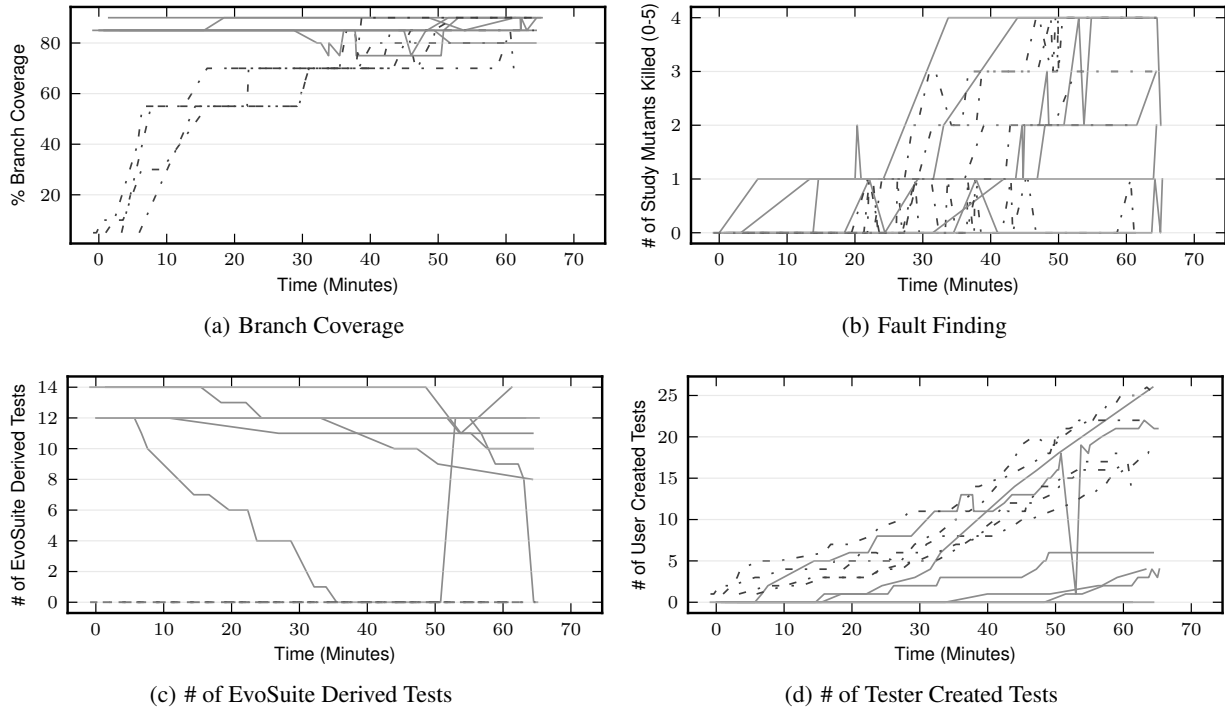 80
60
40
20
% Branch Coverage
0 10 20 30 40 50 60 70
Time (Minutes)
(a) Branch Coverage
4
3
2
1
0
# of Study Mutants Killed (0-5)
0 10 20 30 40 50 60 70
Time (Minutes)
(b) Fault Finding
14
12
10
8
6
4
2
0
# of EvoSuite Derived Tests
0 10 20 30 40 50 60 70
Time (Minutes)
(c) # of EvoSuite Derived Tests
25
20
15
10
5
0
# of User Created Tests
0 10 20 30 40 50 60 70
Time (Minutes)
(d) # of Tester Created Tests